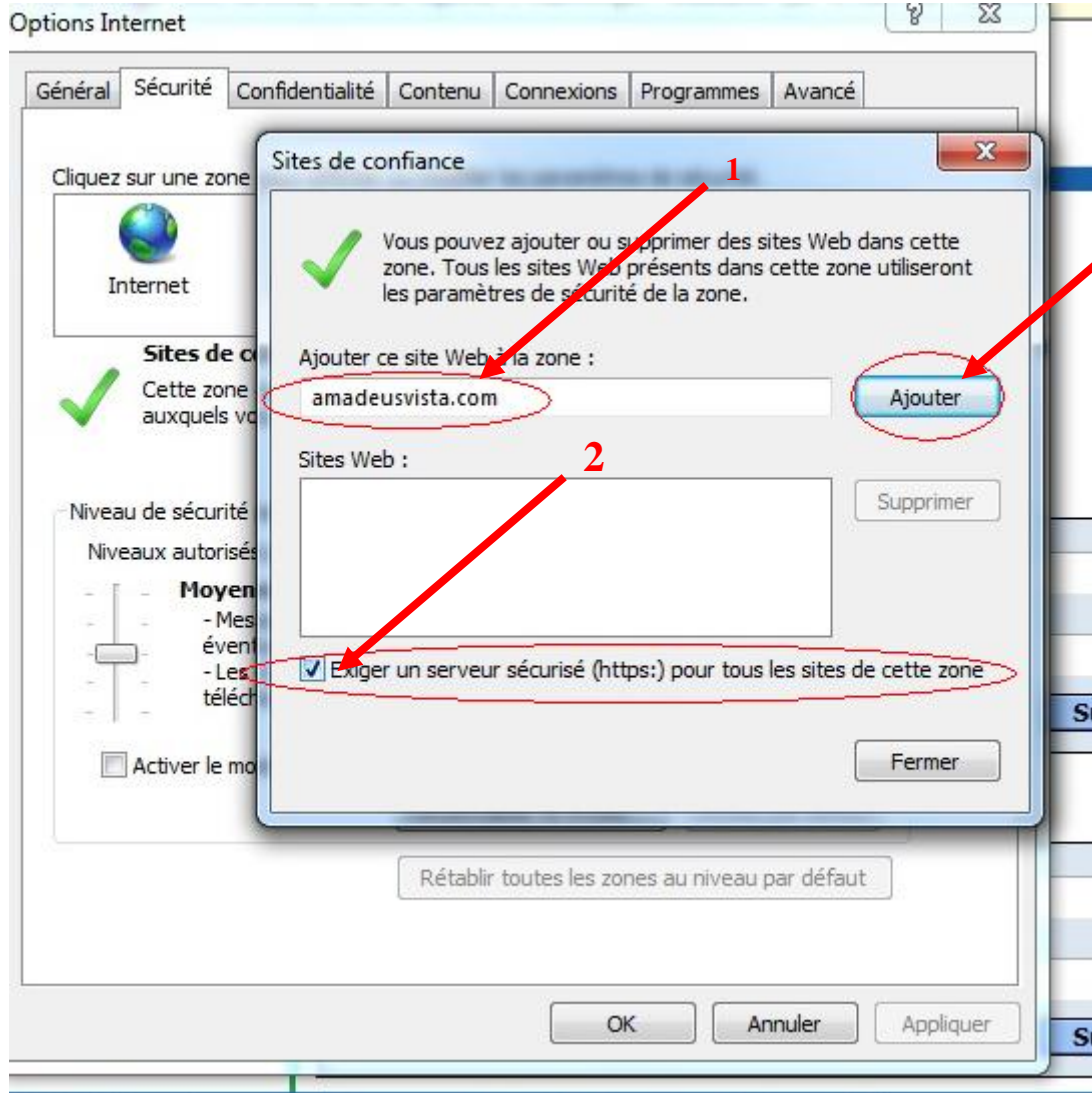 Options Internet
Général Sécurité Confidentialité Contenu Connexions Programmes Avancé
Cliquez sur une zone
Internet
Sites de
Cette zone
auxquels
Niveau de sécurité
Niveaux autorisés
Moyen
- Mes
- Les
Activer le
Rétablir toutes les zones au niveau par défaut
OK Annuler Appliquer
Sites de confiance
1
Vous pouvez ajouter ou supprimer des sites Web dans cette
zone. Tous les sites Web présents dans cette zone utiliseront
les paramètres de sécurité de la zone.
Ajouter ce site Web à la zone :
amadeusvista.com Ajouter
Sites Web : 2
Supprimer
Exiger un serveur sécurisé (https:) pour tous les sites de cette zone
Fermer